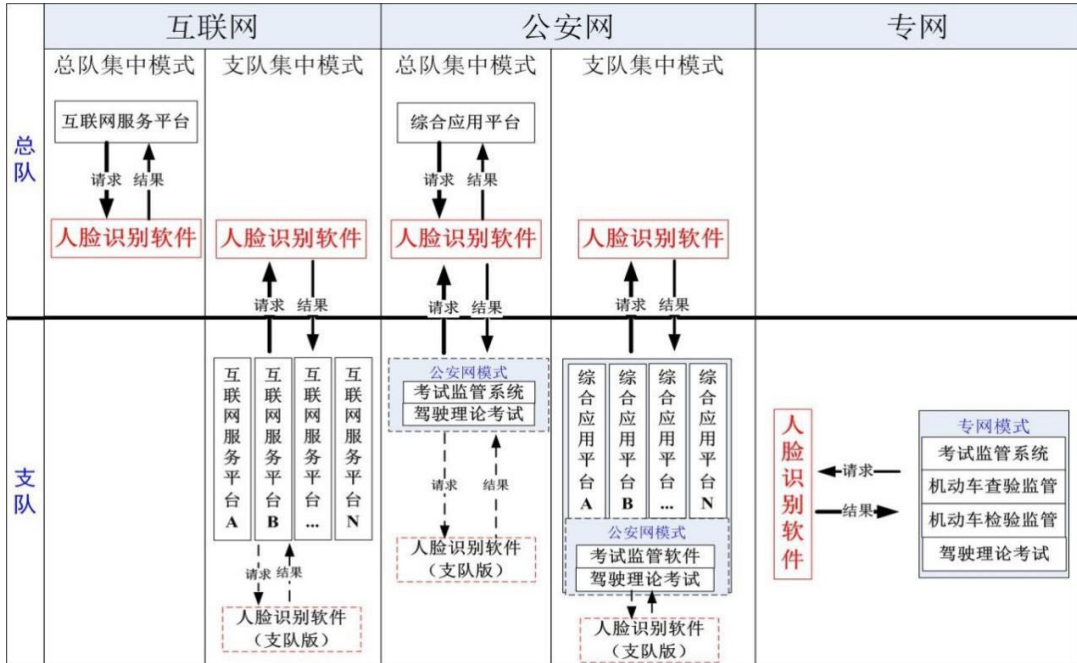 互联网
公安网
专网
总队集中模式
支队集中模式
总队集中模式
支队集中模式
总队
互联网服务平台
请求
结果
人脸识别软件
人脸识别软件
请求
结果
综合应用平台
请求
结果
人脸识别软件
请求
结果
人脸识别软件
请求
结果
支队
互联网服务平台A
互联网服务平台B
互联网服务平台...
互联网服务平台N
请求
结果
人脸识别软件
（支队版）
公安网模式
考试监管系统
驾驶理论考试
请求
结果
人脸识别软件
（支队版）
综合应用平台A
综合应用平台B
综合应用平台...
综合应用平台N
公安网模式
考试监管软件
驾驶理论考试
人脸识别软件
（支队版）
人脸识别软件
请求
结果
专网模式
考试监管系统
机动车查验监管
机动车检验监管
驾驶理论考试